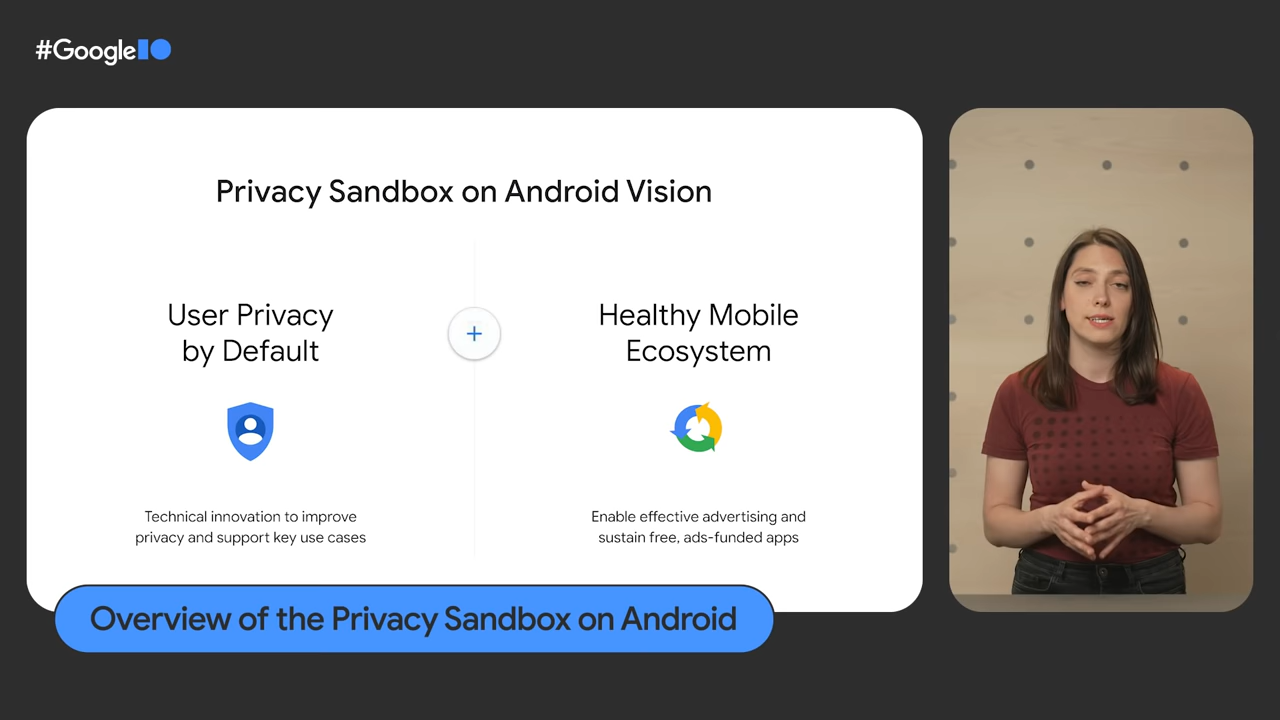 #GoogleIO
Privacy Sandbox on Android Vision
User Privacy
by Default
Technical innovation to improve
privacy and support key use cases
+
Healthy Mobile
Ecosystem
Enable effective advertising and
sustain free, ads-funded apps
Overview of the Privacy Sandbox on Android